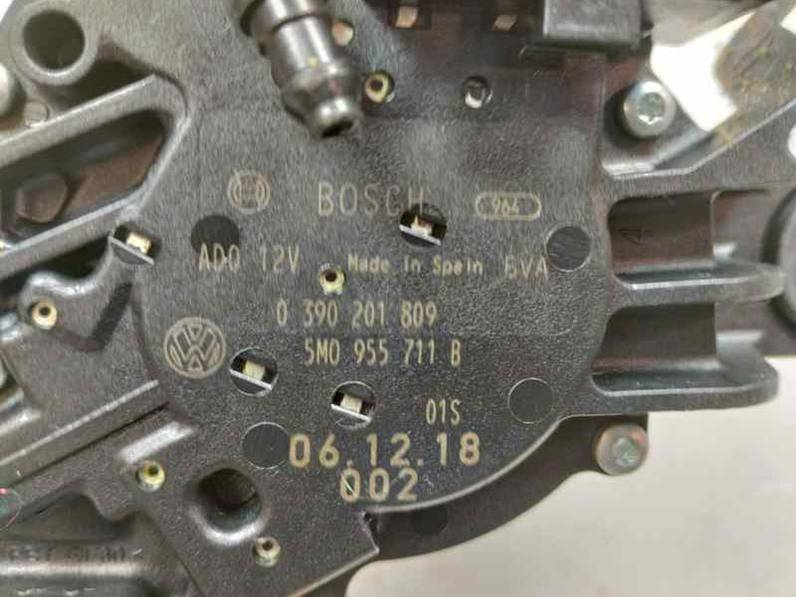 BOSCH 964
ADO 12V Made in Spain 6VA
0 390 201 809
5M0 955 711 B
01S
06.12.18
002